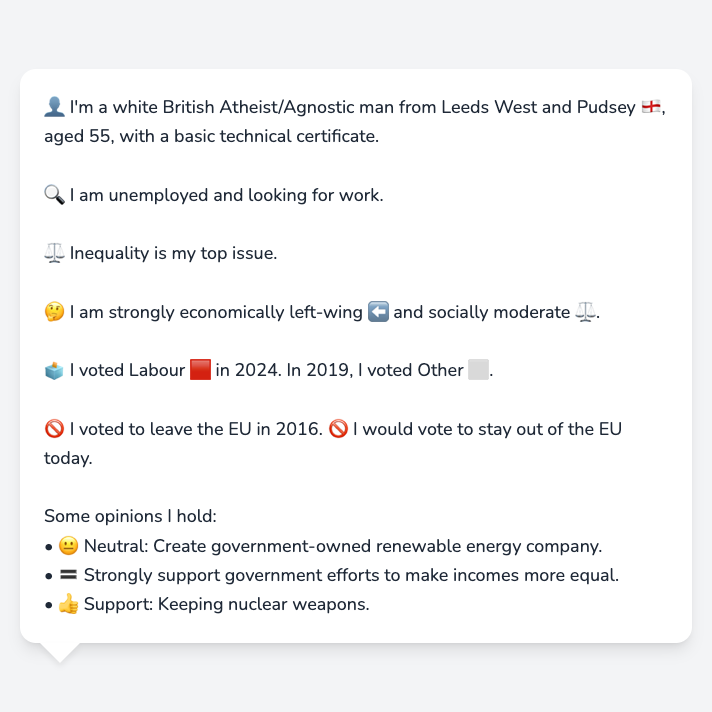 👤 I'm a white British Atheist/Agnostic man from Leeds West and Pudsey 🏴󠁧󠁢󠁥󠁮󠁧󠁿,
aged 55, with a basic technical certificate.
🔍 I am unemployed and looking for work.
⚖️ Inequality is my top issue.
🤔 I am strongly economically left-wing ⬅️ and socially moderate ⚖️.
🗳️ I voted Labour 🟥 in 2024. In 2019, I voted Other ⬜.
🚫 I voted to leave the EU in 2016. 🚫 I would vote to stay out of the EU
today.
Some opinions I hold:
• 😐 Neutral: Create government-owned renewable energy company.
• 🟰 Strongly support government efforts to make incomes more equal.
• 👍 Support: Keeping nuclear weapons.